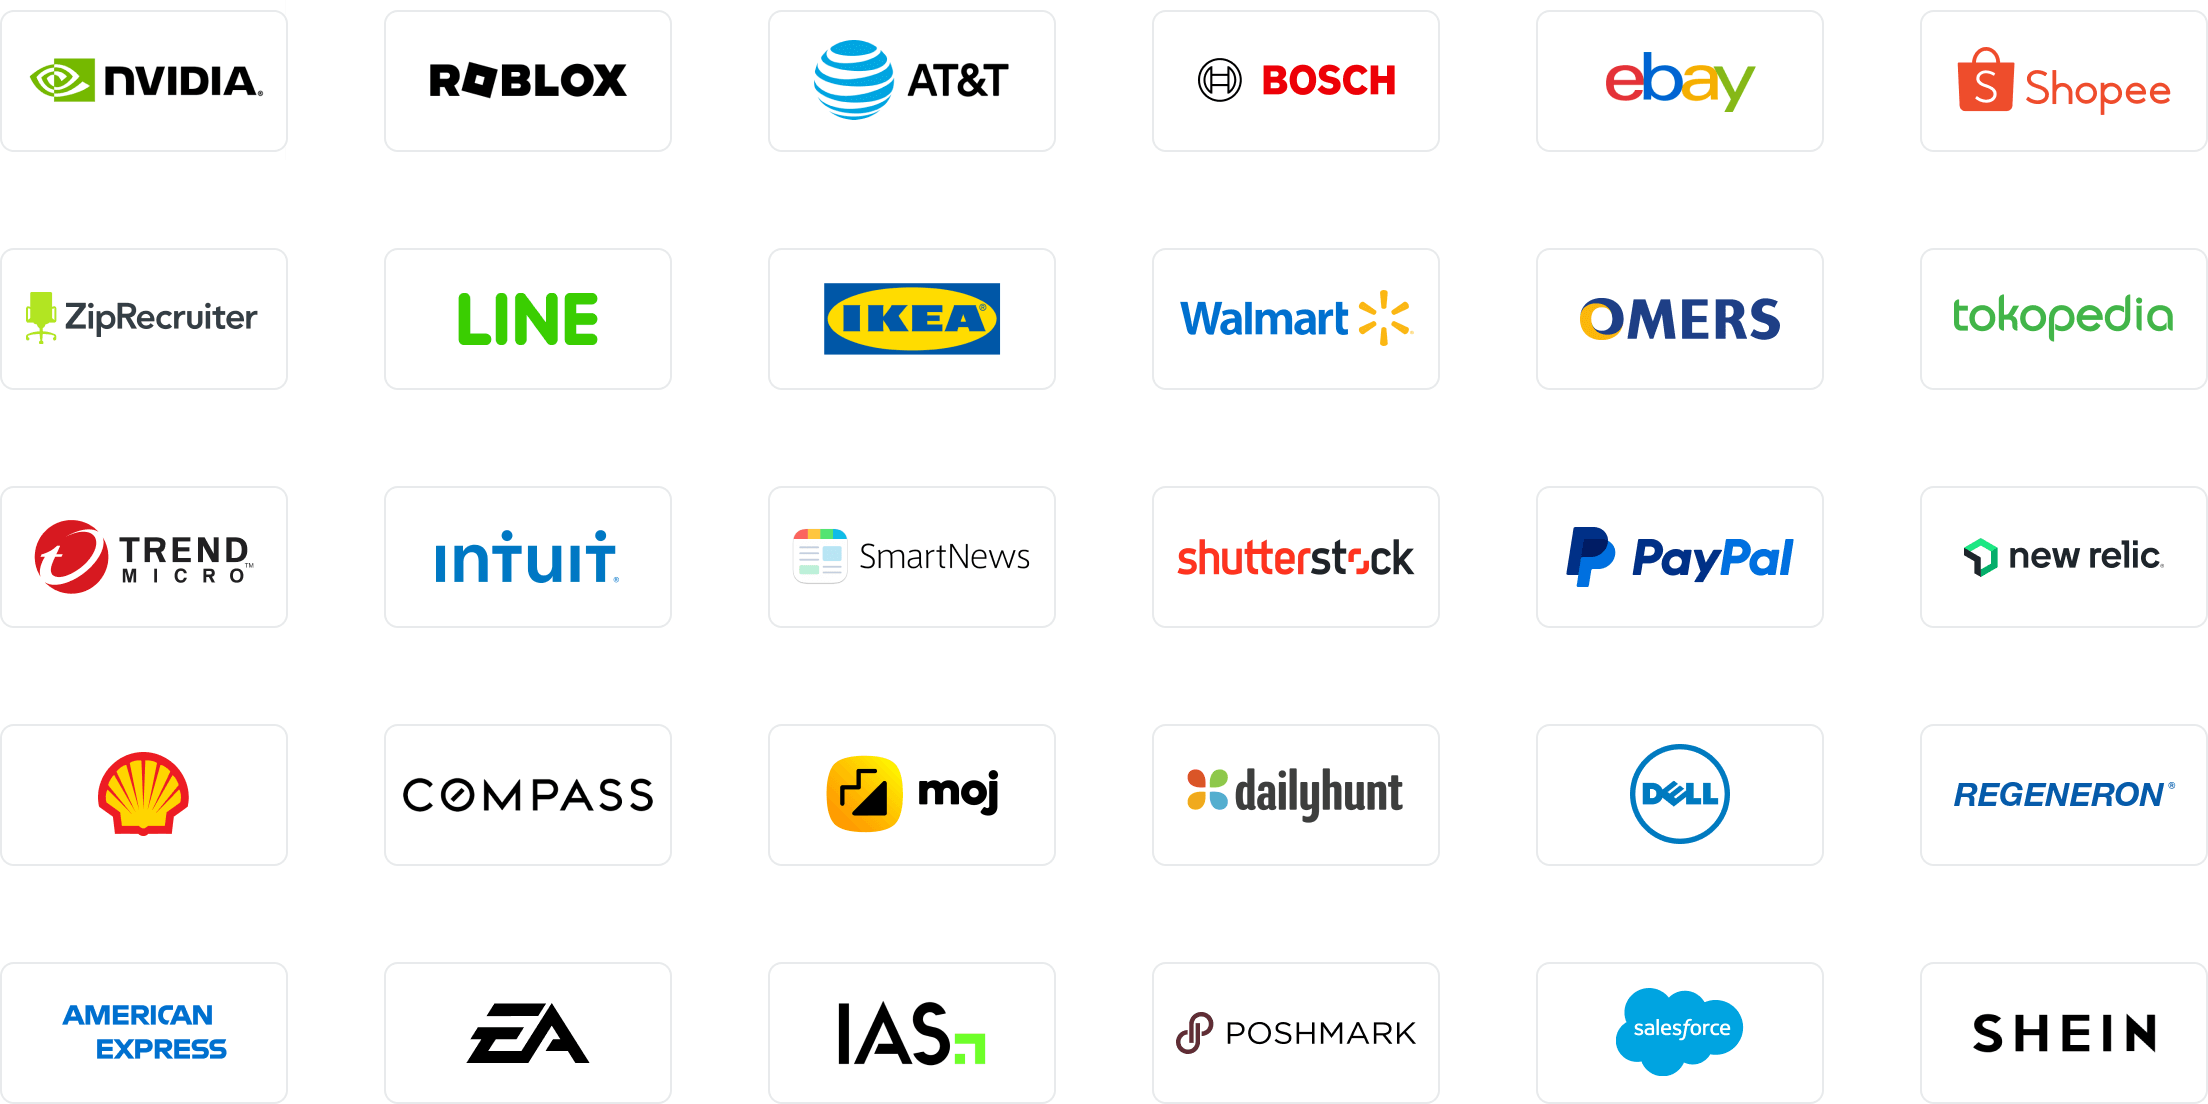 NVIDIA®
ROBLOX
AT&T
BOSCH
ebay
S Shopee
ZipRecruiter
LINE
IKEA®
Walmart
OMERS
tokopedia
TREND
MICRO™
intuit®
SmartNews
shutterstock
PayPal
new relic®
COMPASS
moj
dailyhunt
DELL
REGENERON®
AMERICAN
EXPRESS
EA
IAS
POSHMARK
salesforce
SHEIN